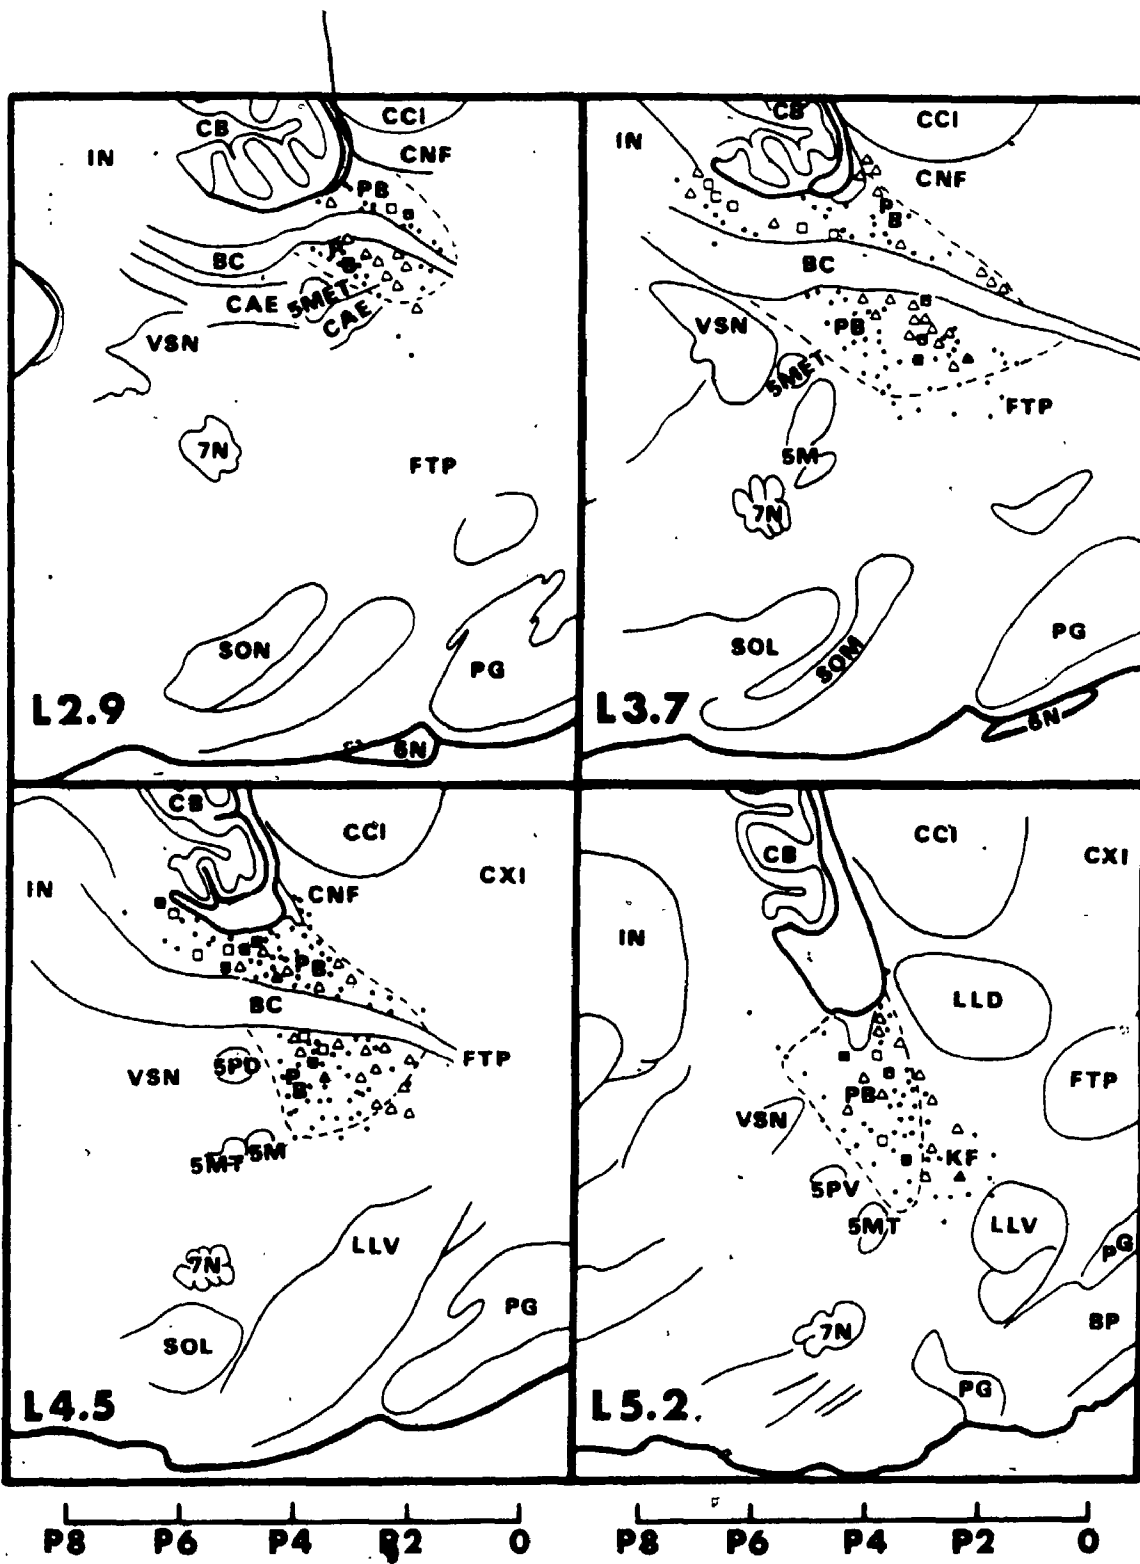 CB
CCI
IN
CNF
PB
BC
PB
5MET
CAE
CAE
VSN
7N
FTP
SON
PG
L2.9
6N
CB
CCI
IN
CNF
PB
BC
PB
VSN
5MET
FTP
5M
7N
SOL
SOM
PG
L3.7
6N
CB
CCI
CXI
IN
CNF
PB
BC
FTP
5PD
VSN
PB
5MT
5M
LLV
7N
PG
SOL
L4.5
CB
CCI
CXI
IN
LLD
FTP
PB
VSN
KF
5PV
5MT
LLV
PG
BP
7N
PG
L5.2
P8 P6 P4 P2 0
P8 P6 P4 P2 0